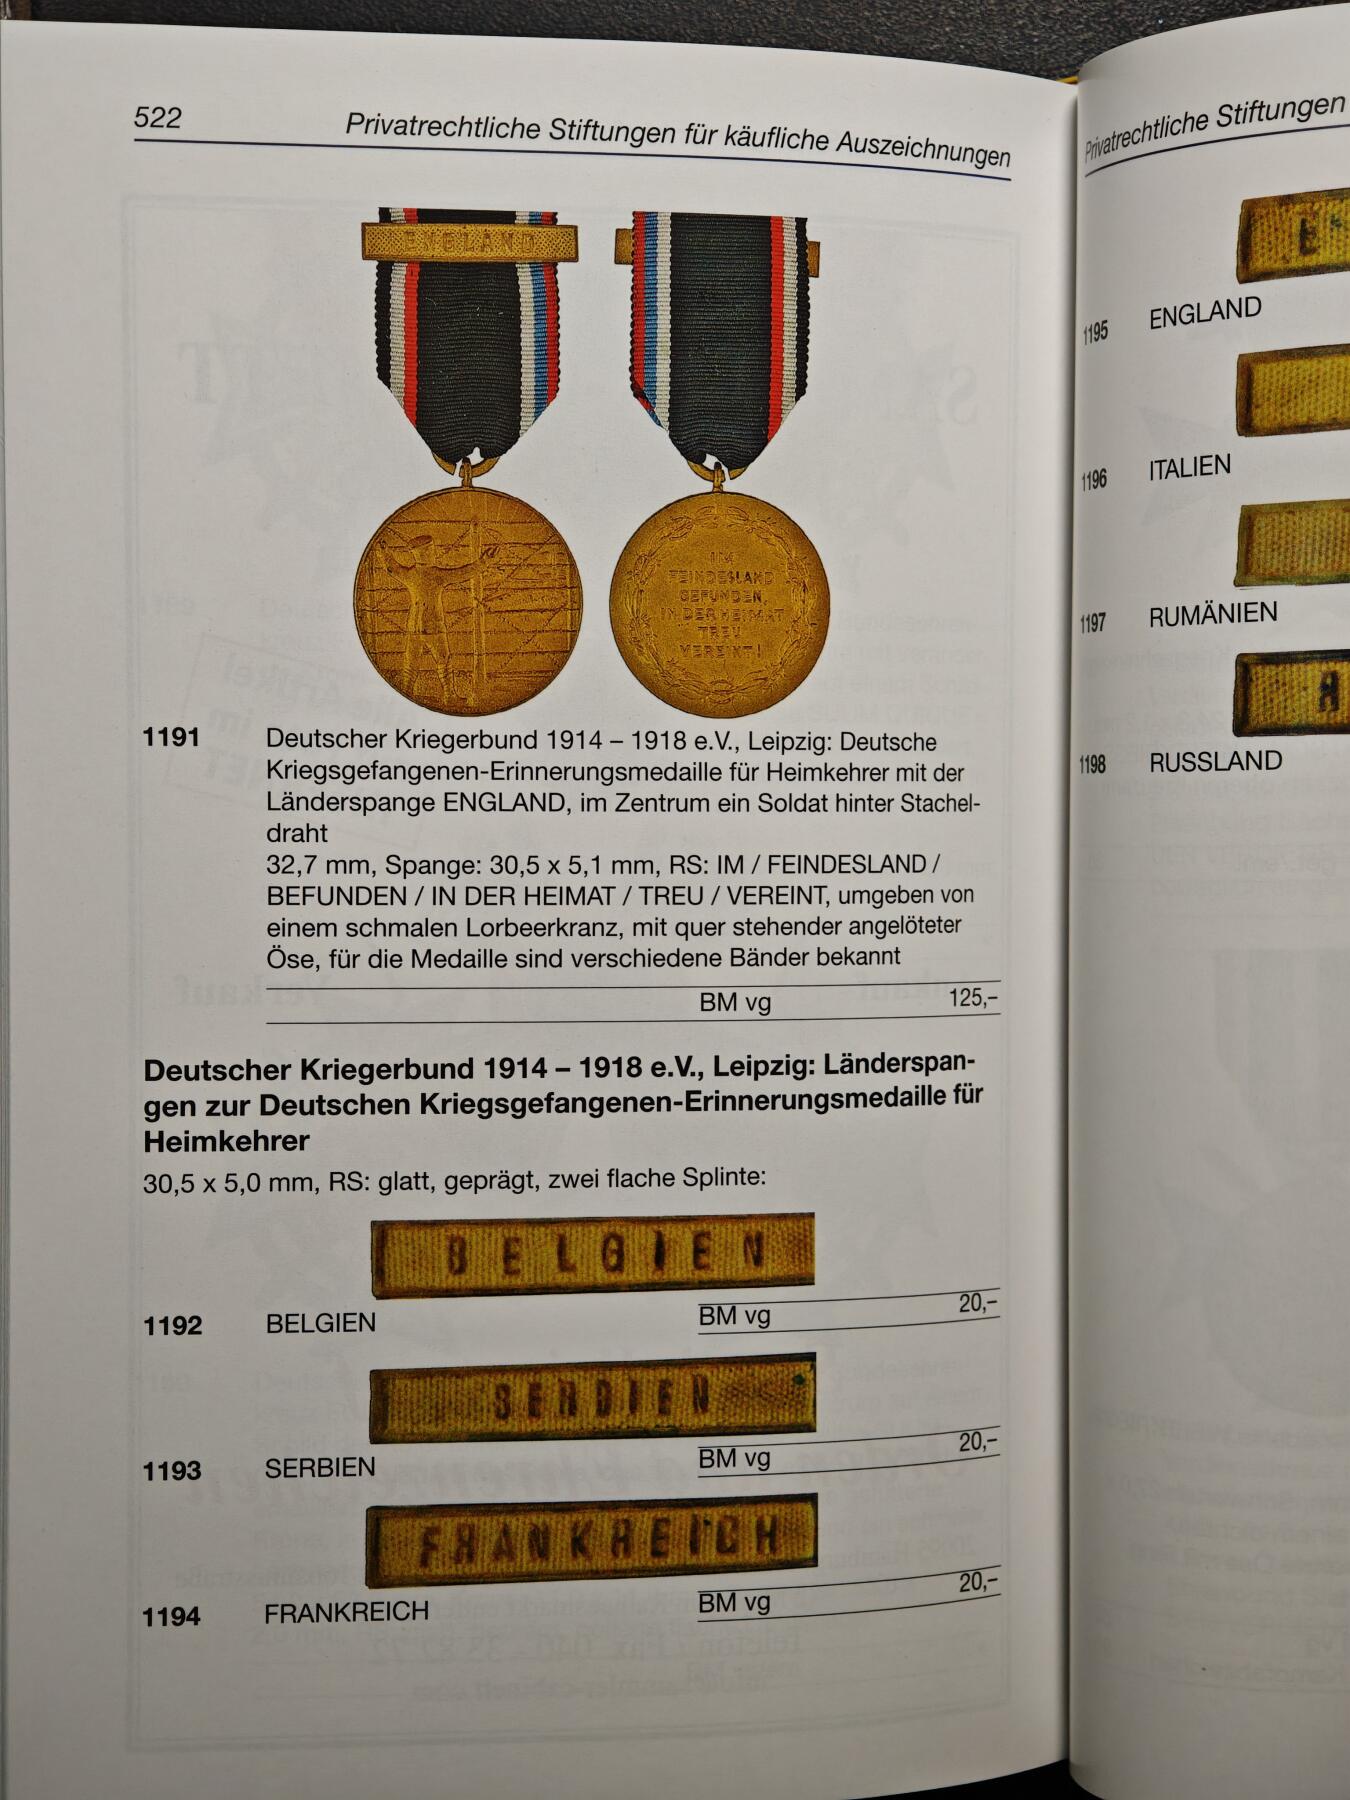 522
Privatrechtliche Stiftungen für käufliche Auszeichnungen
ENGLAND
IM
FEINDESLAND
GEFUNDEN,
IN DER HEIMAT
TREU
VEREINT!
1191 Deutscher Kriegerbund 1914 – 1918 e.V., Leipzig: Deutsche
Kriegsgefangenen-Erinnerungsmedaille für Heimkehrer mit der
Länderspange ENGLAND, im Zentrum ein Soldat hinter Stachel-
draht
32,7 mm, Spange: 30,5 x 5,1 mm, RS: IM / FEINDESLAND /
BEFUNDEN / IN DER HEIMAT / TREU / VEREINT, umgeben von
einem schmalen Lorbeerkranz, mit quer stehender angelöteter
Öse, für die Medaille sind verschiedene Bänder bekannt
BM vg 125,–
Deutscher Kriegerbund 1914 – 1918 e.V., Leipzig: Länderspan-
gen zur Deutschen Kriegsgefangenen-Erinnerungsmedaille für
Heimkehrer
30,5 x 5,0 mm, RS: glatt, geprägt, zwei flache Splinte:
BELGIEN
1192 BELGIEN BM vg 20,–
SERBIEN
1193 SERBIEN BM vg 20,–
FRANKREICH
1194 FRANKREICH BM vg 20,–
Privatrechtliche Stiftungen
1195 ENGLAND
1196 ITALIEN
1197 RUMÄNIEN
1198 RUSSLAND